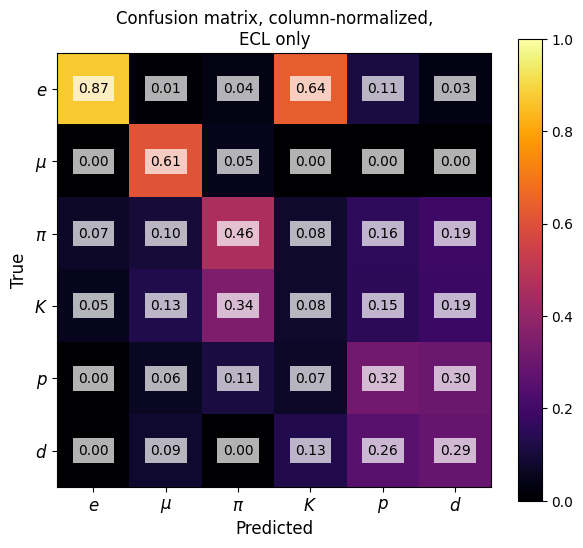 Confusion matrix, column-normalized,
ECL only
True
e 0.87 0.01 0.04 0.64 0.11 0.03
μ 0.00 0.61 0.05 0.00 0.00 0.00
π 0.07 0.10 0.46 0.08 0.16 0.19
K 0.05 0.13 0.34 0.08 0.15 0.19
p 0.00 0.06 0.11 0.07 0.32 0.30
d 0.00 0.09 0.00 0.13 0.26 0.29
e μ π K p d
Predicted
1.0
0.8
0.6
0.4
0.2
0.0